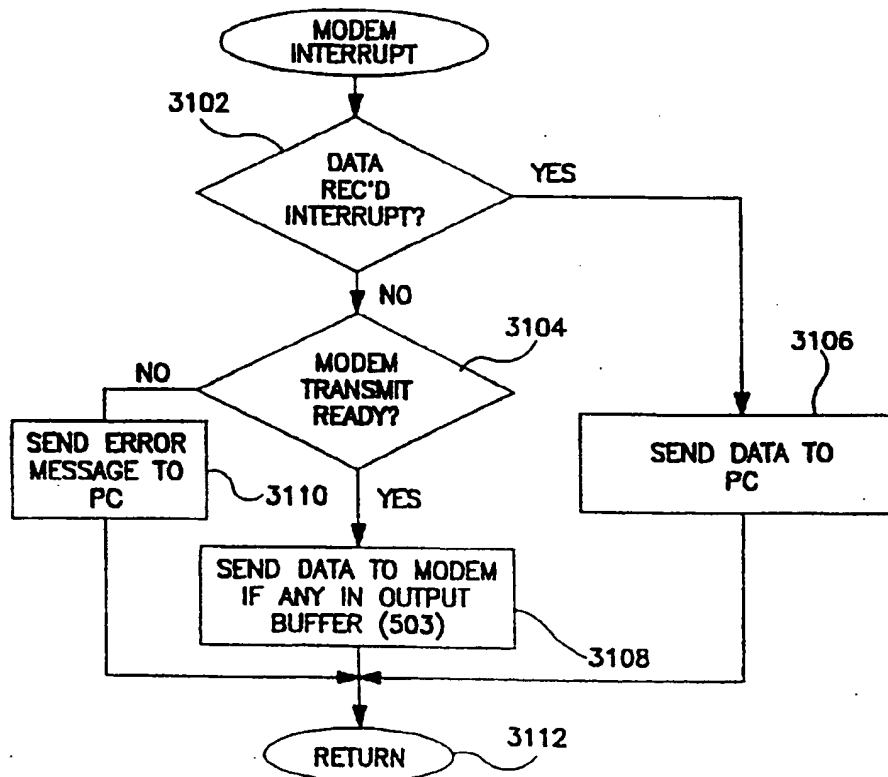 MODEM
INTERRUPT
3102
DATA
REC'D
INTERRUPT?
YES
NO
3104
MODEM
TRANSMIT
READY?
NO
3106
SEND ERROR
MESSAGE TO
PC
3110
YES
SEND DATA TO
PC
SEND DATA TO MODEM
IF ANY IN OUTPUT
BUFFER (503)
3108
RETURN
3112